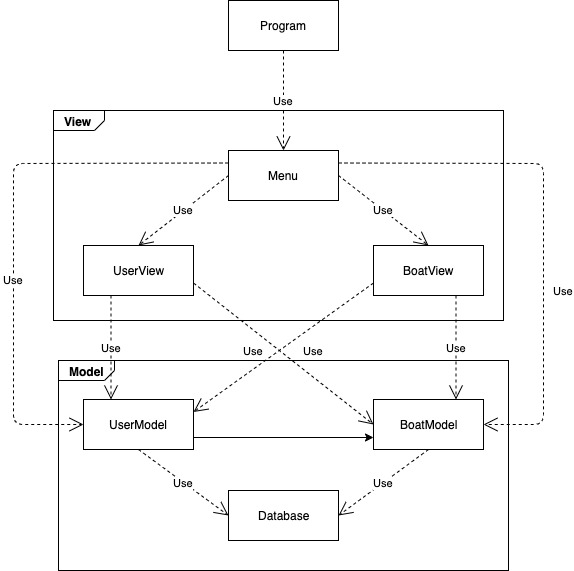 Program
Use
View
Menu
Use
Use
UserView
BoatView
Use
Use
Use
Use
Use
Use
Model
UserModel
BoatModel
Use
Use
Database